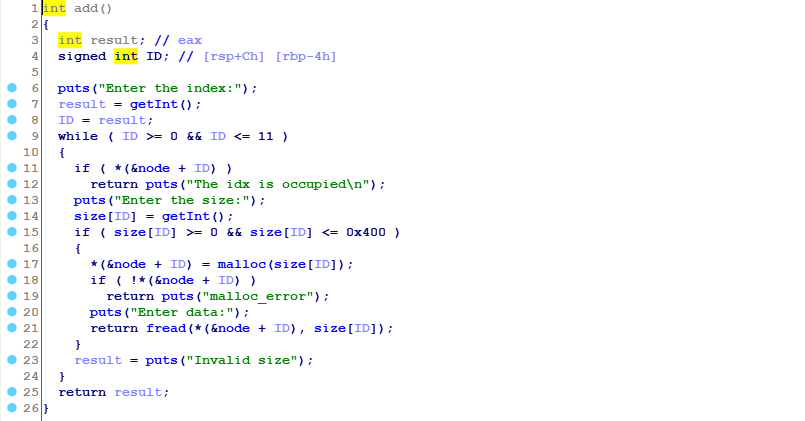 1 int add()
2 {
3   int result; // eax
4   signed int ID; // [rsp+Ch] [rbp-4h]
5
6   puts("Enter the index:");
7   result = getInt();
8   ID = result;
9   while ( ID >= 0 && ID <= 11 )
10   {
11     if ( *(&node + ID) )
12       return puts("The idx is occupied\n");
13     puts("Enter the size:");
14     size[ID] = getInt();
15     if ( size[ID] >= 0 && size[ID] <= 0x400 )
16     {
17       *(&node + ID) = malloc(size[ID]);
18       if ( !*(&node + ID) )
19         return puts("malloc_error");
20       puts("Enter data:");
21       return fread(*(&node + ID), size[ID]);
22     }
23     result = puts("Invalid size");
24   }
25   return result;
26 }